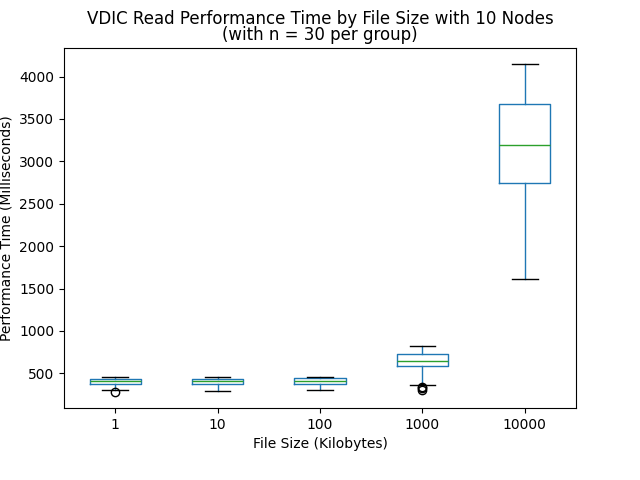 VDIC Read Performance Time by File Size with 10 Nodes
(with n = 30 per group)
Performance Time (Milliseconds)
4000
3500
3000
2500
2000
1500
1000
500
1 10 100 1000 10000
File Size (Kilobytes)